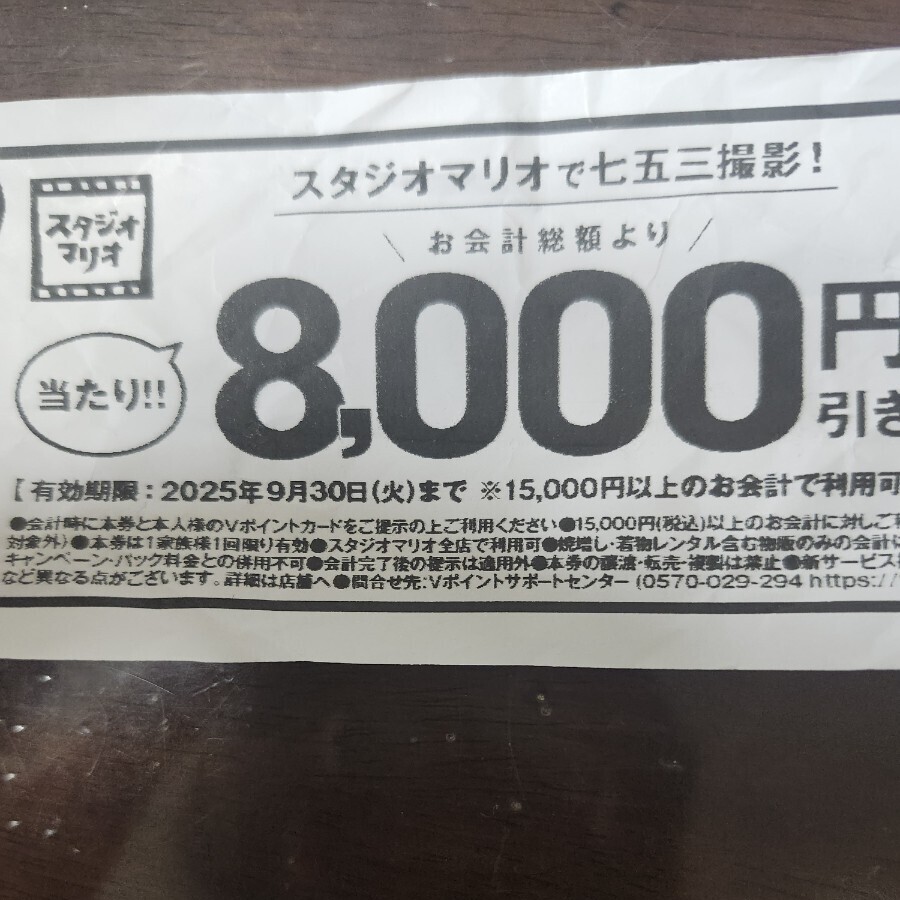 スタジオマリオで七五三撮影!
スタジオ
マリオ
お会計総額より
8,000円
引き
当たり!!
【有効期限:2025年9月30日(火)まで ※15,000円以上のお会計で利用可
●会計時に本券と本人様のVポイントカードをご提示の上ご利用ください●15,000円(税込)以上のお会計に対しご利
対象外)●本券は1家族様1回限り有効●スタジオマリオ全店で利用可●焼増し・着物レンタル含む物販のみの会計は
キャンペーン・パック料金との併用不可●会計完了後の提示は適用外●本券の譲渡・転売・複製は禁止●新サービス
など異なる点がございます。詳細は店舗へ●問合せ先:Vポイントサポートセンター (0570-029-294 https://